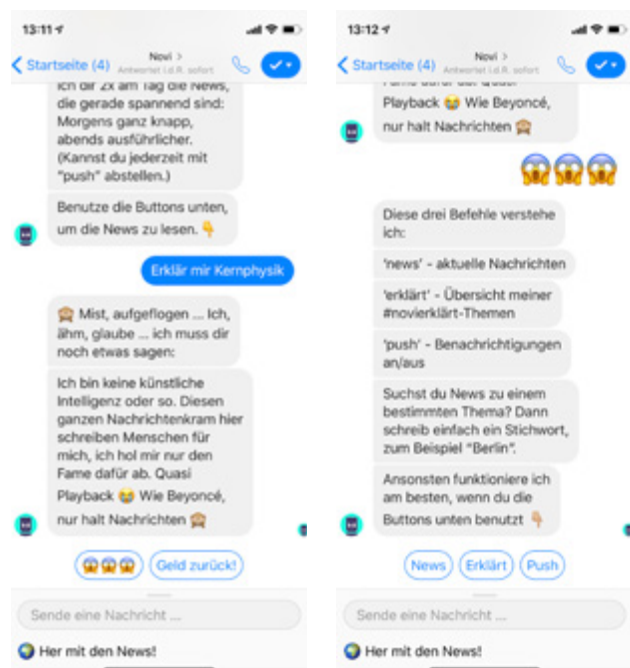 13:11
Startseite (4)
Novi >
Antwortet i.d.R. sofort
ich dir 2x am Tag die News,
die gerade spannend sind:
Morgens ganz knapp,
abends ausführlicher.
(Kannst du jederzeit mit
"push" abstellen.)
Benutze die Buttons unten,
um die News zu lesen. 👇
Erklär mir Kernphysik
🙈 Mist, aufgeflogen ... Ich,
ähm, glaube ... ich muss dir
noch etwas sagen:
Ich bin keine künstliche
Intelligenz oder so. Diesen
ganzen Nachrichtenkram hier
schreiben Menschen für
mich, ich hol mir nur den
Fame dafür ab. Quasi
Playback 😭 Wie Beyoncé,
nur halt Nachrichten 🙈
😱😱😱
Geld zurück!
Sende eine Nachricht ...
🌍 Her mit den News!
13:12
Startseite (4)
Novi >
Antwortet i.d.R. sofort
Fame dafür ab. Quasi
Playback 😭 Wie Beyoncé,
nur halt Nachrichten 🙈
😱😱😱
Diese drei Befehle verstehe
ich:
'news' - aktuelle Nachrichten
'erklärt' - Übersicht meiner
#novierklärt-Themen
'push' - Benachrichtigungen
an/aus
Suchst du News zu einem
bestimmten Thema? Dann
schreib einfach ein Stichwort,
zum Beispiel "Berlin".
Ansonsten funktioniere ich
am besten, wenn du die
Buttons unten benutzt 👇
News
Erklärt
Push
Sende eine Nachricht ...
🌍 Her mit den News!